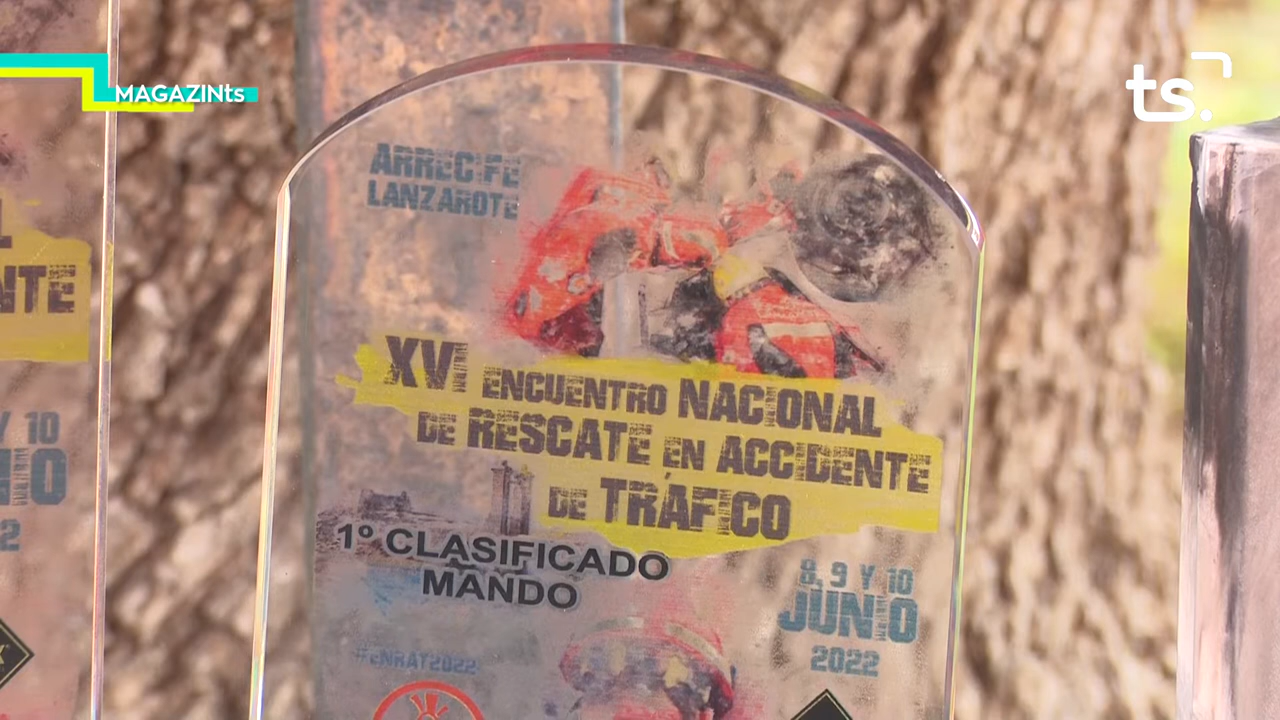 MAGAZINts
ts.
ARRECIFE
LANZAROTE
XVI ENCUENTRO NACIONAL
DE RESCATE EN ACCIDENTE
DE TRÁFICO
1º CLASIFICADO
MANDO
8, 9 Y 10
JUNIO
2022
#ENRAT2022
NTE
Y 10
IO
2